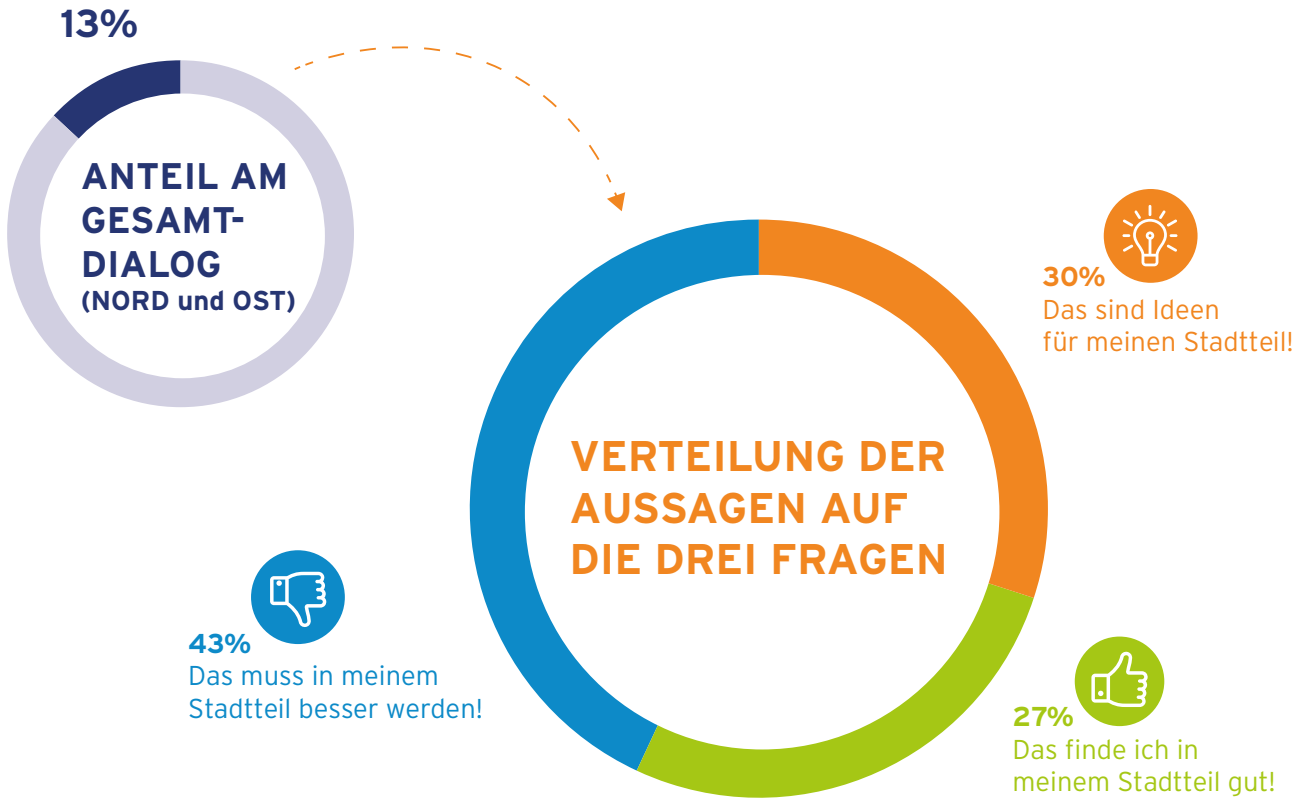 13%
ANTEIL AM
GESAMT-
DIALOG
(NORD und OST)
30%
Das sind Ideen
für meinen Stadtteil!
VERTEILUNG DER
AUSSAGEN AUF
DIE DREI FRAGEN
43%
Das muss in meinem
Stadtteil besser werden!
27%
Das finde ich in
meinem Stadtteil gut!